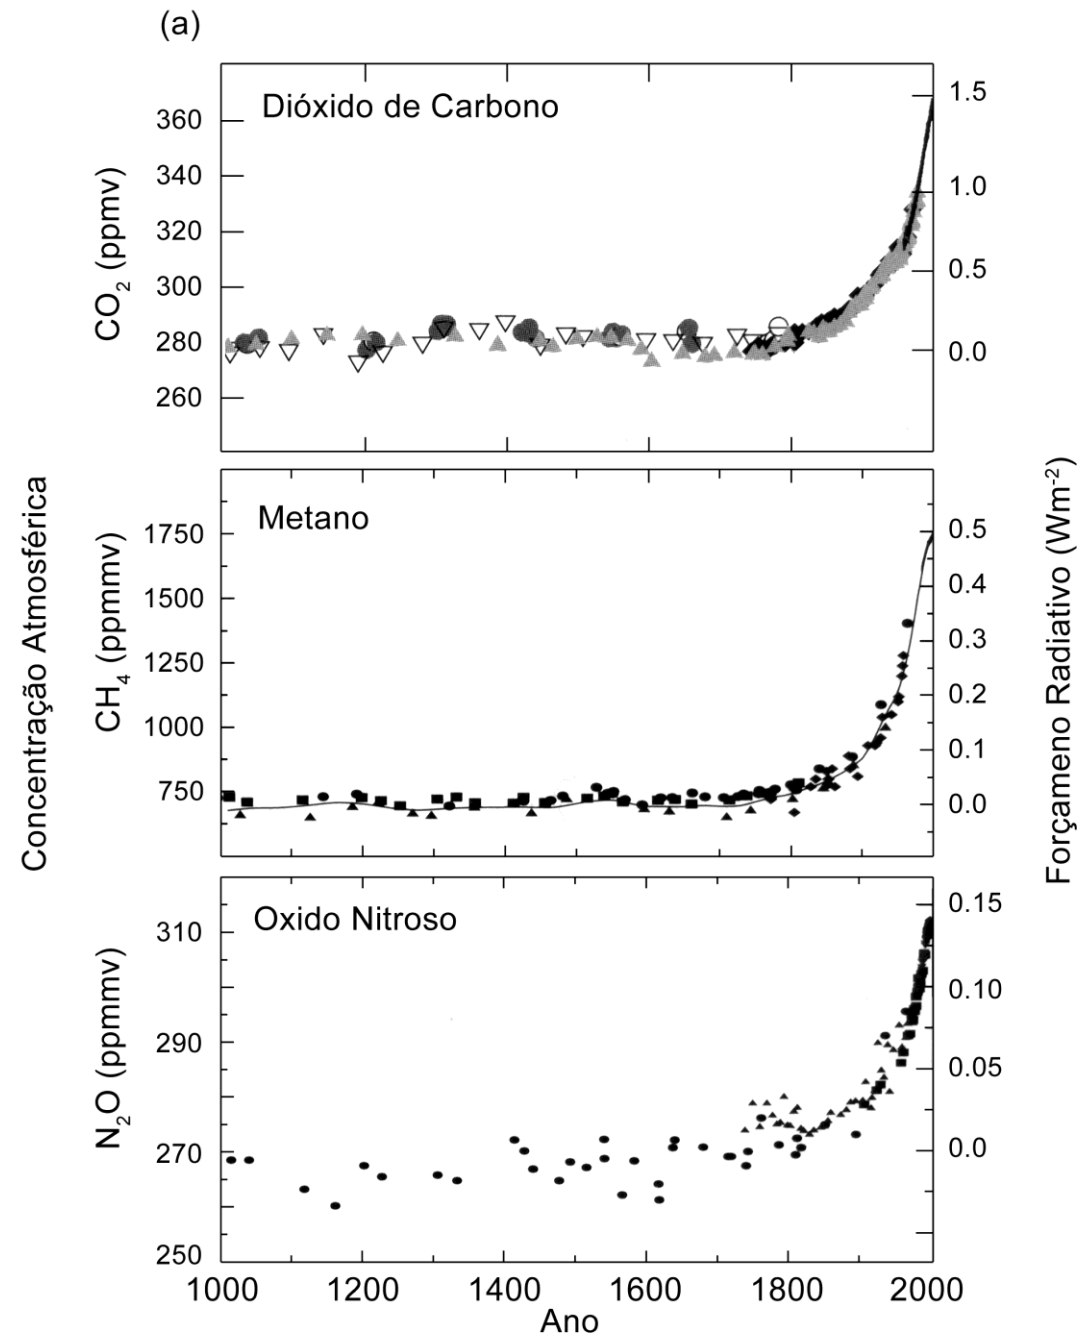 (a)
Dióxido de Carbono
CO2 (ppmv)
360
340
320
300
280
260
1.5
1.0
0.5
0.0
Concentração Atmosférica
Forçameno Radiativo (Wm-2)
Metano
CH4 (ppmmv)
1750
1500
1250
1000
750
0.5
0.4
0.3
0.2
0.1
0.0
Oxido Nitroso
N2O (ppmmv)
310
290
270
250
0.15
0.10
0.05
0.0
1000 1200 1400 1600 1800 2000
Ano